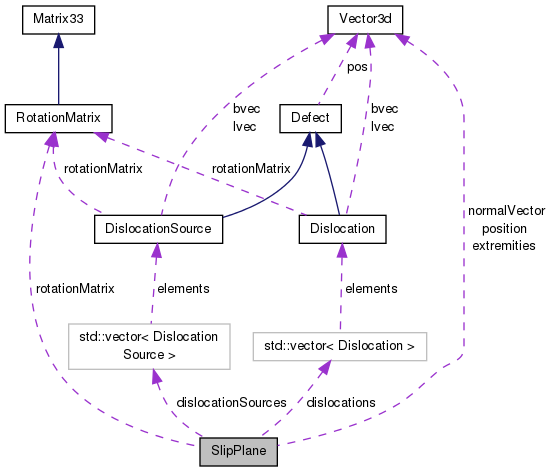 Matrix33
Vector3d
pos
RotationMatrix
bvec
lvec
Defect
bvec
lvec
rotationMatrix
rotationMatrix
DislocationSource
Dislocation
normalVector
position
extremities
rotationMatrix
elements
elements
std::vector< Dislocation
Source >
std::vector< Dislocation >
dislocationSources
dislocations
SlipPlane